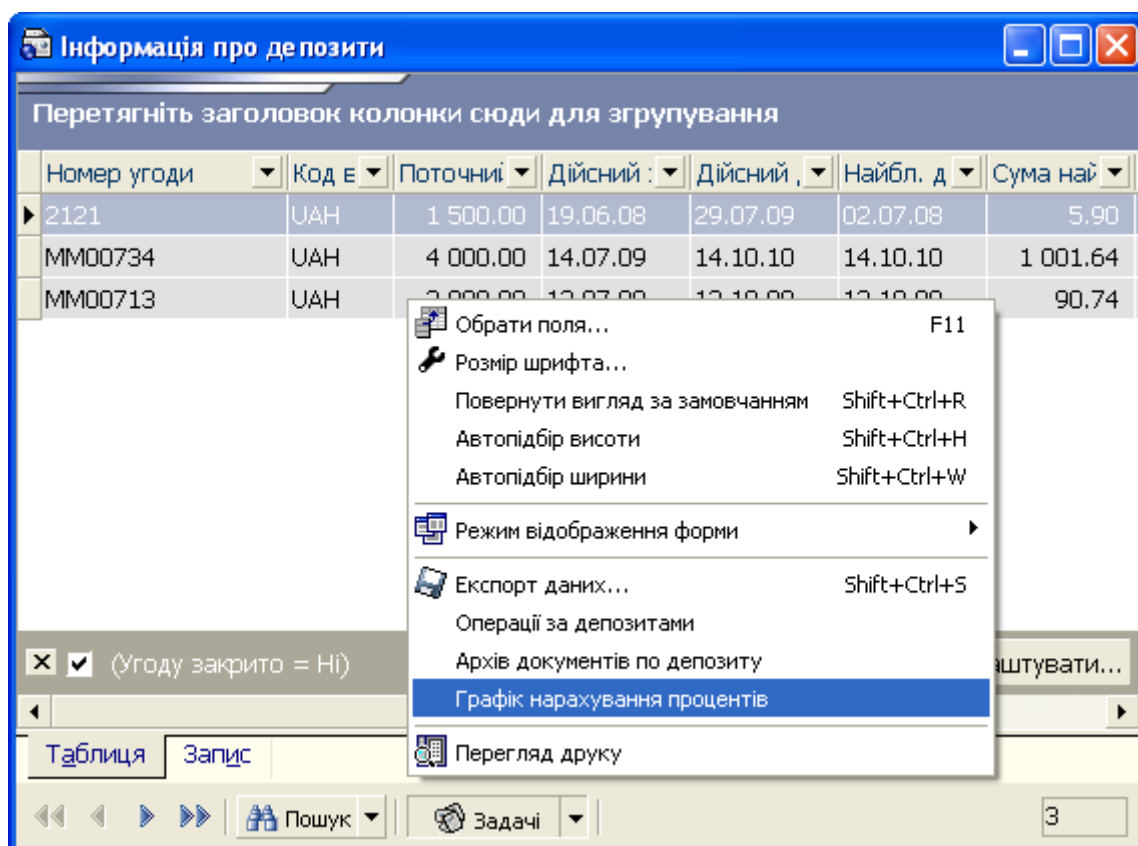 Інформація про депозити
Перетягніть заголовок колонки сюди для згрупування
Номер угоди Код в Поточний Дійсний Дійсний Найбл. д Сума най
2121 UAH 1 500.00 19.06.08 29.07.09 02.07.08 5.90
MM00734 UAH 4 000.00 14.07.09 14.10.10 14.10.10 1 001.64
MM00713 UAH 90.74
Обрати поля... F11
Розмір шрифта...
Повернути вигляд за замовчанням Shift+Ctrl+R
Автопідбір висоти Shift+Ctrl+H
Автопідбір ширини Shift+Ctrl+W
Режим відображення форми
Експорт даних... Shift+Ctrl+S
Операції за депозитами
Архів документів по депозиту
Графік нарахування процентів
Перегляд друку
(Угоду закрито = Ні) аштувати...
Таблиця Запис
Пошук Задачі 3